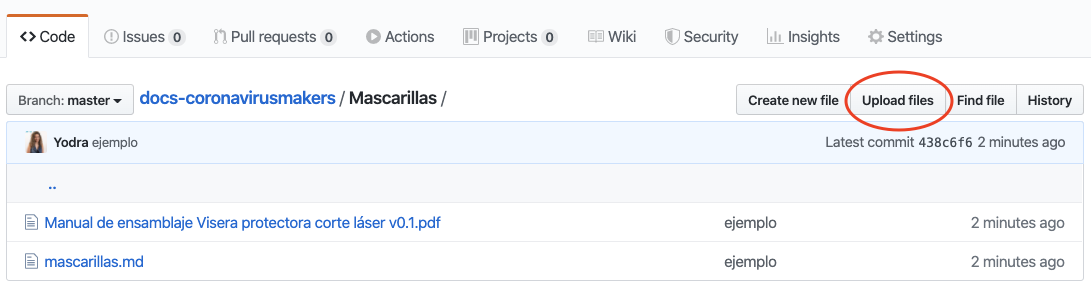 Code Issues 0 Pull requests 0 Actions Projects 0 Wiki Security Insights Settings
Branch: master docs-coronavirusmakers / Mascarillas / Create new file Upload files Find file History
Yodra ejemplo Latest commit 438c6f6 2 minutes ago
..
Manual de ensamblaje Visera protectora corte láser v0.1.pdf ejemplo 2 minutes ago
mascarillas.md ejemplo 2 minutes ago